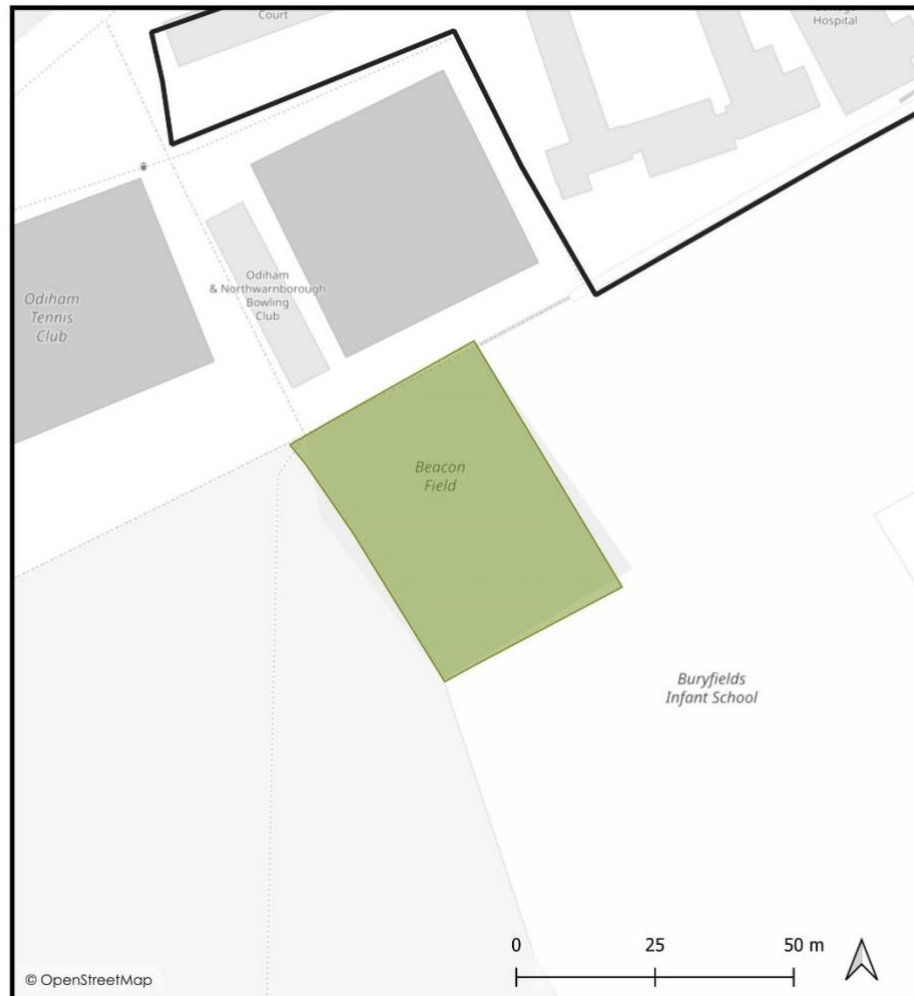 Court
Hospital
Odiham
& Northwarnborough
Bowling
Club
Odiham
Tennis
Club
Beacon
Field
Buryfields
Infant School
0 25 50 m
© OpenStreetMap